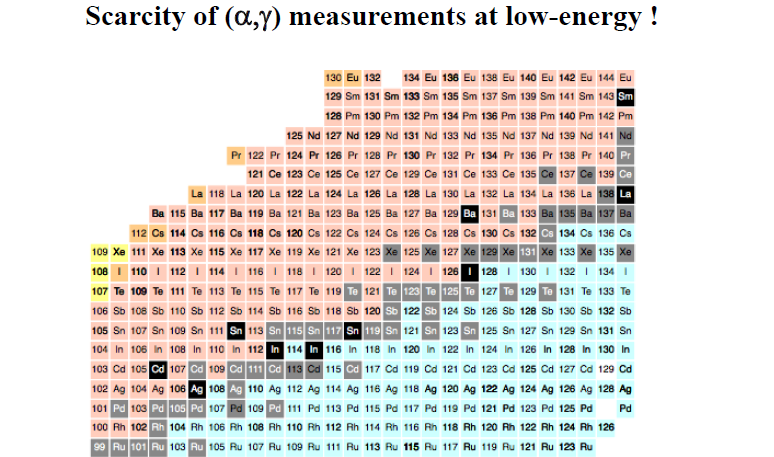 Scarcity of (α,γ) measurements at low-energy !
130 Eu 132 134 Eu 136 Eu 138 Eu 140 Eu 142 Eu 144 Eu
129 Sm 131 Sm 133 Sm 135 Sm 137 Sm 139 Sm 141 Sm 143 Sm
128 Pm 130 Pm 132 Pm 134 Pm 136 Pm 138 Pm 140 Pm 142 Pm
125 Nd 127 Nd 129 Nd 131 Nd 133 Nd 135 Nd 137 Nd 139 Nd 141 Nd
Pr 122 Pr 124 Pr 126 Pr 128 Pr 130 Pr 132 Pr 134 Pr 136 Pr 138 Pr 140 Pr
121 Ce 123 Ce 125 Ce 127 Ce 129 Ce 131 Ce 133 Ce 135 Ce 137 Ce 139 Ce
La 118 La 120 La 122 La 124 La 126 La 128 La 130 La 132 La 134 La 136 La 138 La
Ba 115 Ba 117 Ba 119 Ba 121 Ba 123 Ba 125 Ba 127 Ba 129 Ba 131 Ba 133 Ba 135 Ba 137 Ba
112 Cs 114 Cs 116 Cs 118 Cs 120 Cs 122 Cs 124 Cs 126 Cs 128 Cs 130 Cs 132 Cs 134 Cs 136 Cs
109 Xe 111 Xe 113 Xe 115 Xe 117 Xe 119 Xe 121 Xe 123 Xe 125 Xe 127 Xe 129 Xe 131 Xe 133 Xe 135 Xe
108 I 110 I 112 I 114 I 116 I 118 I 120 I 122 I 124 I 126 I 128 I 130 I 132 I 134 I
107 Te 109 Te 111 Te 113 Te 115 Te 117 Te 119 Te 121 Te 123 Te 125 Te 127 Te 129 Te 131 Te 133 Te
106 Sb 108 Sb 110 Sb 112 Sb 114 Sb 116 Sb 118 Sb 120 Sb 122 Sb 124 Sb 126 Sb 128 Sb 130 Sb 132 Sb
105 Sn 107 Sn 109 Sn 111 Sn 113 Sn 115 Sn 117 Sn 119 Sn 121 Sn 123 Sn 125 Sn 127 Sn 129 Sn 131 Sn
104 In 106 In 108 In 110 In 112 In 114 In 116 In 118 In 120 In 122 In 124 In 126 In 128 In 130 In
103 Cd 105 Cd 107 Cd 109 Cd 111 Cd 113 Cd 115 Cd 117 Cd 119 Cd 121 Cd 123 Cd 125 Cd 127 Cd 129 Cd
102 Ag 104 Ag 106 Ag 108 Ag 110 Ag 112 Ag 114 Ag 116 Ag 118 Ag 120 Ag 122 Ag 124 Ag 126 Ag 128 Ag
101 Pd 103 Pd 105 Pd 107 Pd 109 Pd 111 Pd 113 Pd 115 Pd 117 Pd 119 Pd 121 Pd 123 Pd 125 Pd
100 Rh 102 Rh 104 Rh 106 Rh 108 Rh 110 Rh 112 Rh 114 Rh 116 Rh 118 Rh 120 Rh 122 Rh 124 Rh 126
99 Ru 101 Ru 103 Ru 105 Ru 107 Ru 109 Ru 111 Ru 113 Ru 115 Ru 117 Ru 119 Ru 121 Ru 123 Ru